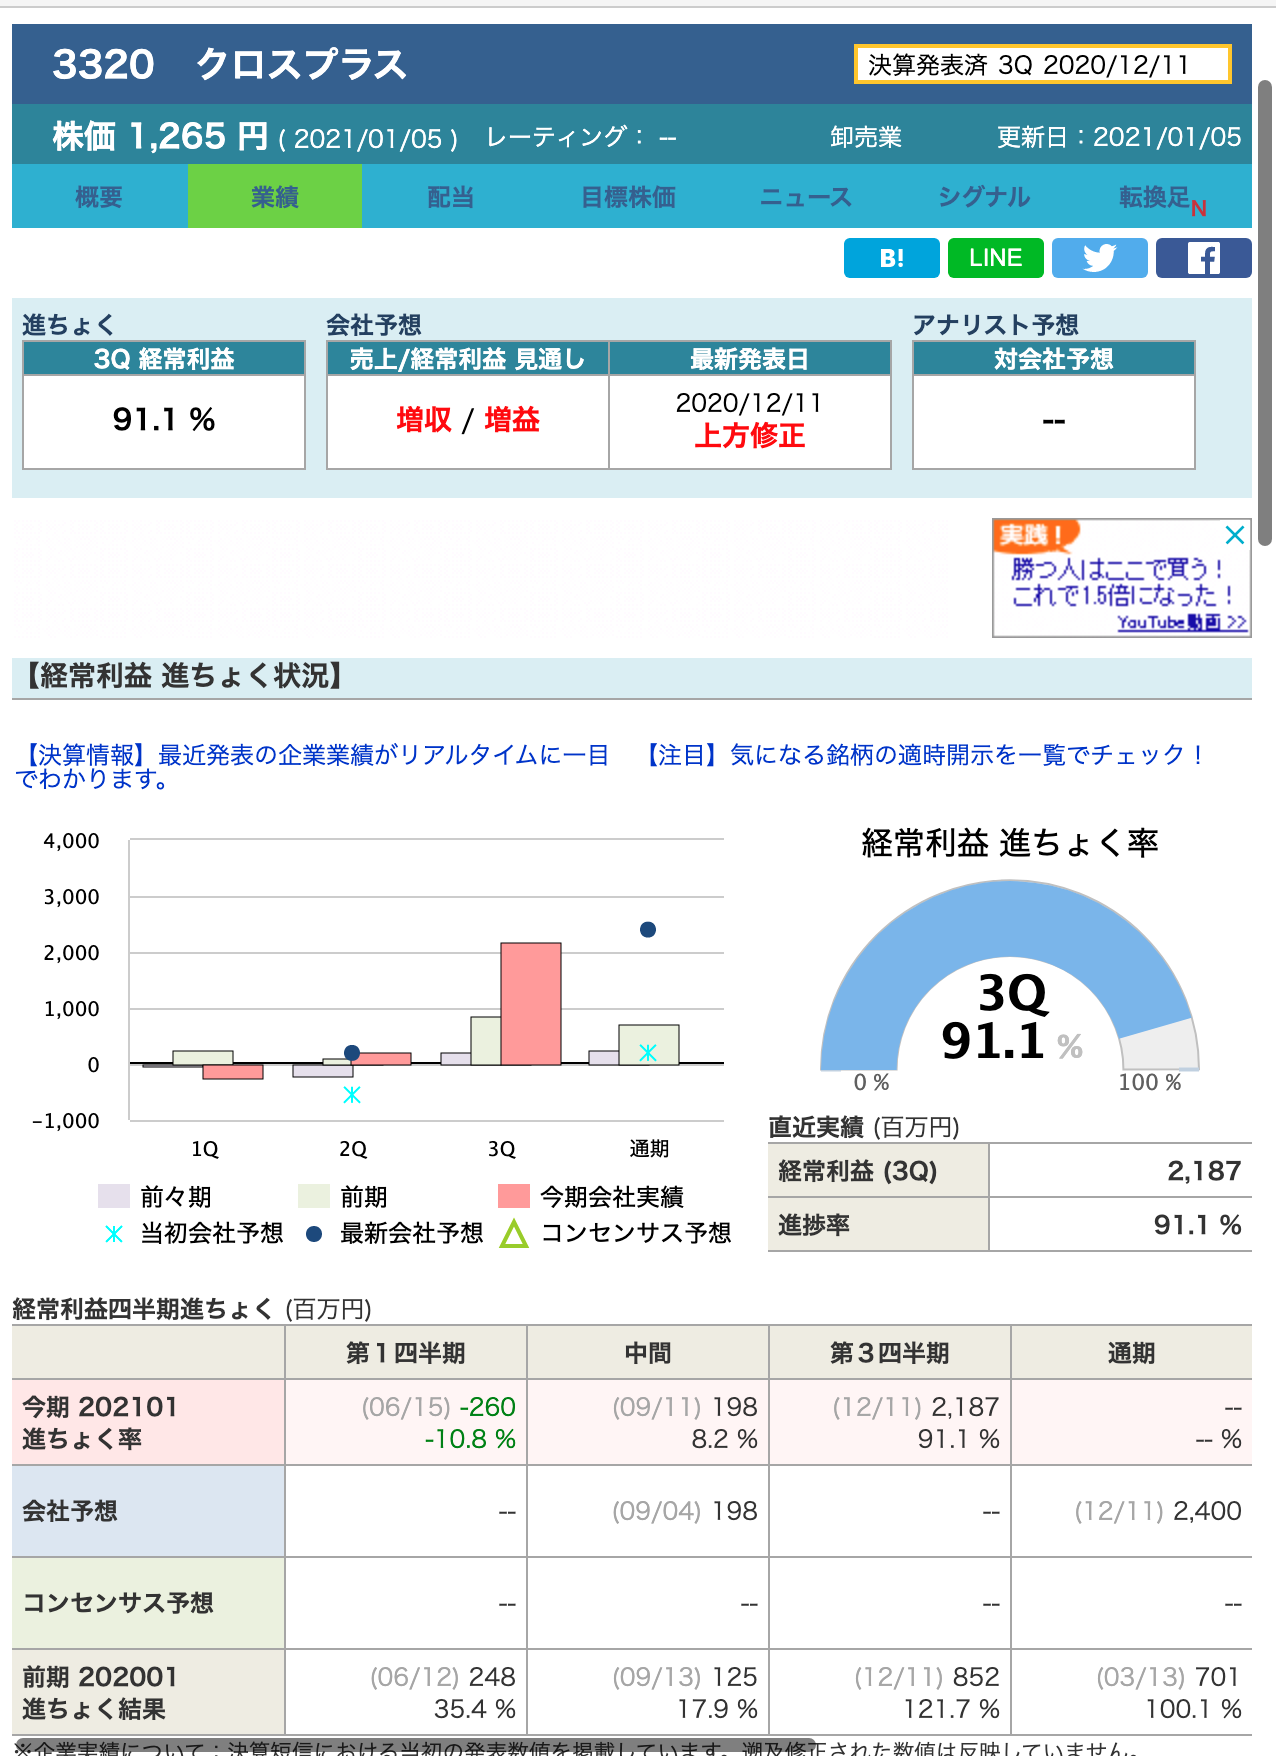 3320 クロスプラス
決算発表済 3Q 2020/12/11
株価 1,265 円 ( 2021/01/05 ) レーティング： -- 卸売業 更新日：2021/01/05
概要 業績 配当 目標株価 ニュース シグナル 転換足N
B! LINE
進ちょく 会社予想 アナリスト予想
3Q 経常利益 売上/経常利益 見通し 最新発表日 対会社予想
91.1 % 増収 / 増益 2020/12/11 --
上方修正
実践！
勝つ人はここで買う！
これで1.5倍になった！
YouTube動画 >>
【経常利益 進ちょく状況】
【決算情報】最近発表の企業業績がリアルタイムに一目でわかります。
【注目】気になる銘柄の適時開示を一覧でチェック！
4,000
3,000
2,000
1,000
0
−1,000
1Q 2Q 3Q 通期
前々期 前期 今期会社実績
当初会社予想 最新会社予想 コンセンサス予想
経常利益 進ちょく率
3Q
91.1 %
0 % 100 %
直近実績 (百万円)
経常利益 (3Q) 2,187
進捗率 91.1 %
経常利益四半期進ちょく (百万円)
第１四半期 中間 第３四半期 通期
今期 202101 (06/15) -260 (09/11) 198 (12/11) 2,187 --
進ちょく率 -10.8 % 8.2 % 91.1 % -- %
会社予想 -- (09/04) 198 -- (12/11) 2,400
コンセンサス予想 -- -- -- --
前期 202001 (06/12) 248 (09/13) 125 (12/11) 852 (03/13) 701
進ちょく結果 35.4 % 17.9 % 121.7 % 100.1 %
※企業実績について：決算短信における当初の発表数値を掲載しています。遡及修正された数値は反映していません。